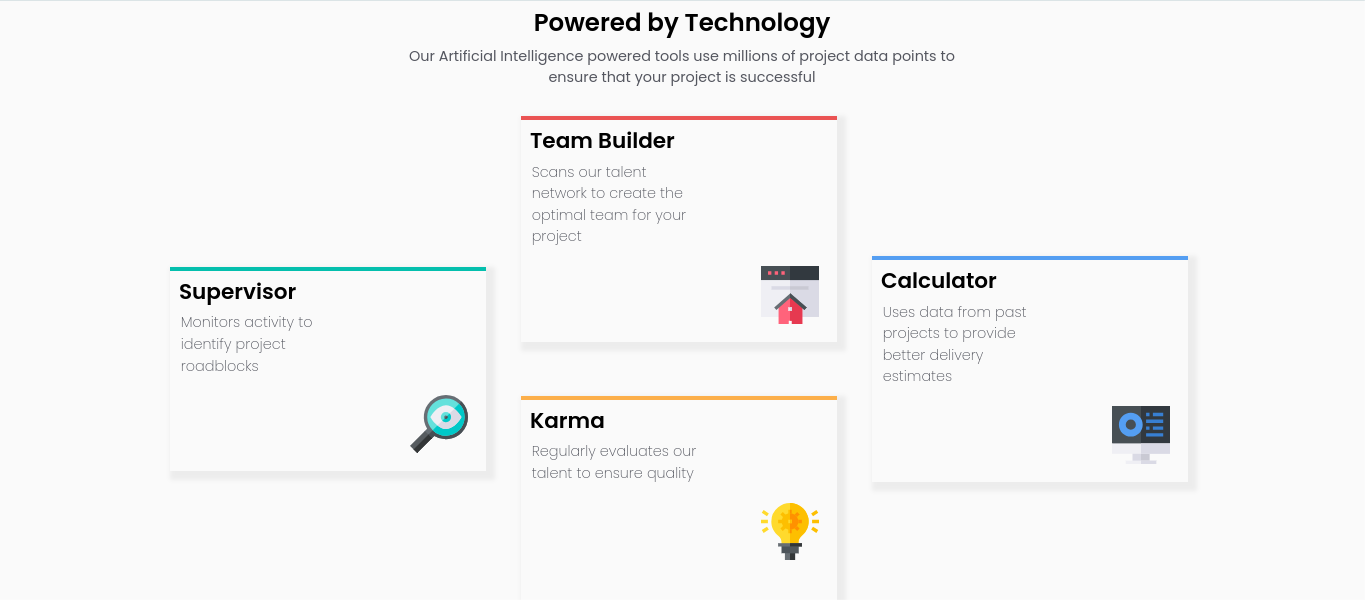 Powered by Technology
Our Artificial Intelligence powered tools use millions of project data points to
ensure that your project is successful
Team Builder
Scans our talent
network to create the
optimal team for your
project
Supervisor
Monitors activity to
identify project
roadblocks
Calculator
Uses data from past
projects to provide
better delivery
estimates
Karma
Regularly evaluates our
talent to ensure quality